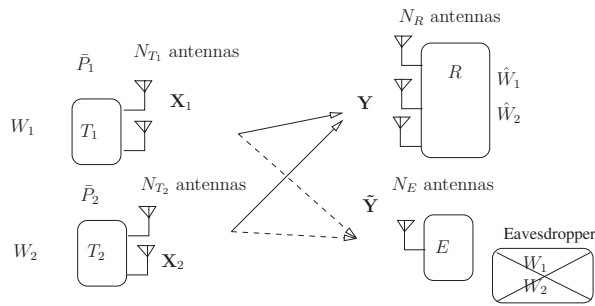 N_R antennas
N_{T_1} antennas
P̄_1
R
Ŵ_1
X_1
Y
Ŵ_2
W_1
T_1
N_{T_2} antennas
N_E antennas
P̄_2
Ỹ
Eavesdropper
W_2
T_2
X_2
E
W_1
W_2